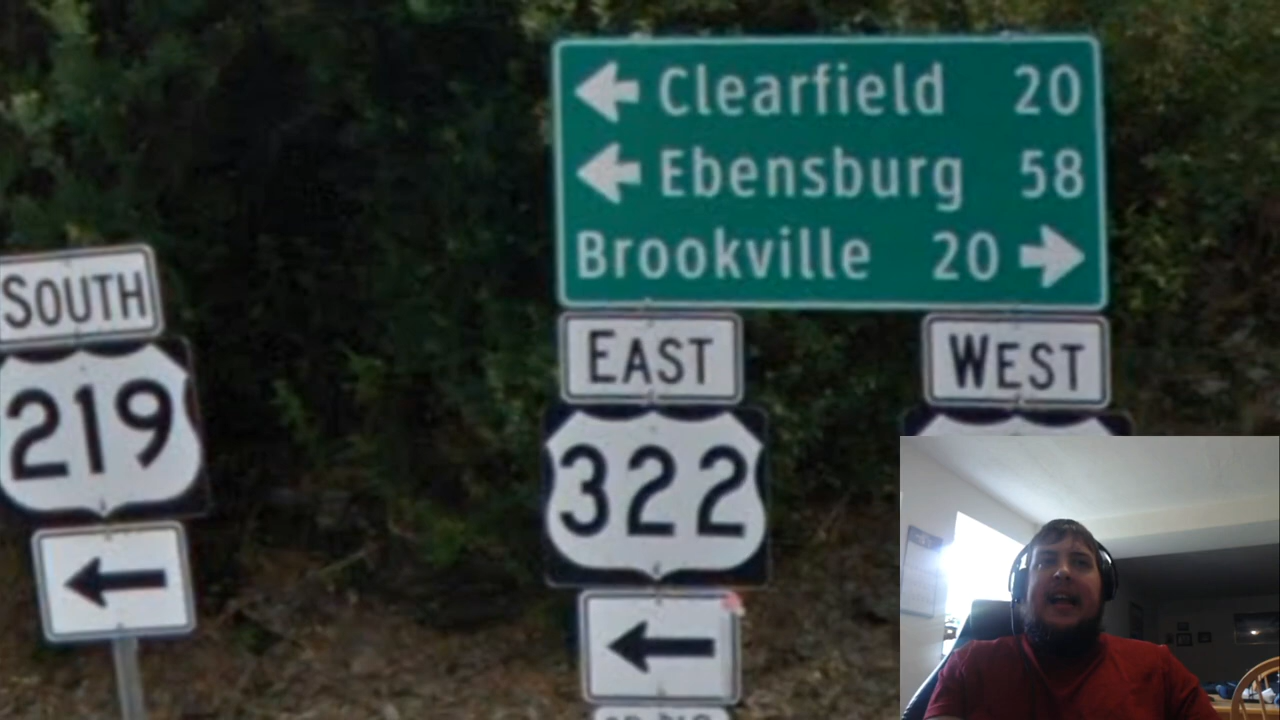 Clearfield 20
Ebensburg 58
Brookville 20
SOUTH
219
EAST
322
WEST